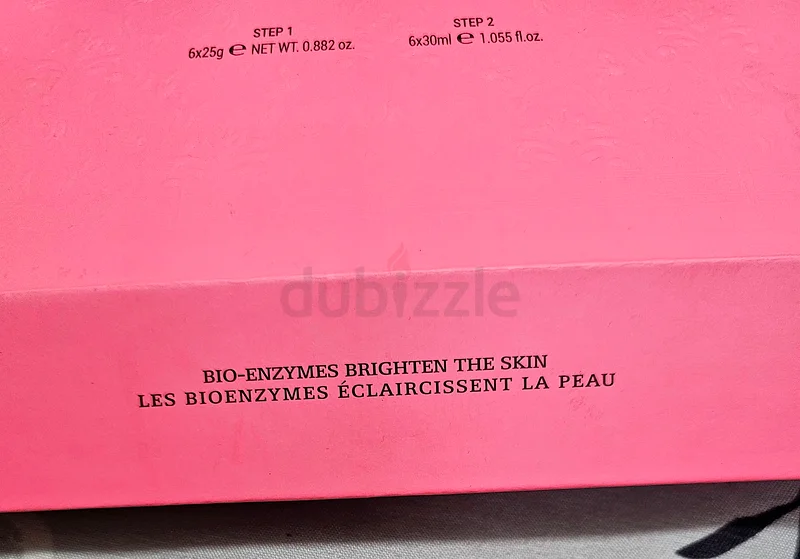 STEP 1
6x25g ℮ NET WT. 0.882 oz.
STEP 2
6x30ml ℮ 1.055 fl.oz.
dubizzle
BIO-ENZYMES BRIGHTEN THE SKIN
LES BIOENZYMES ÉCLAIRCISSENT LA PEAU